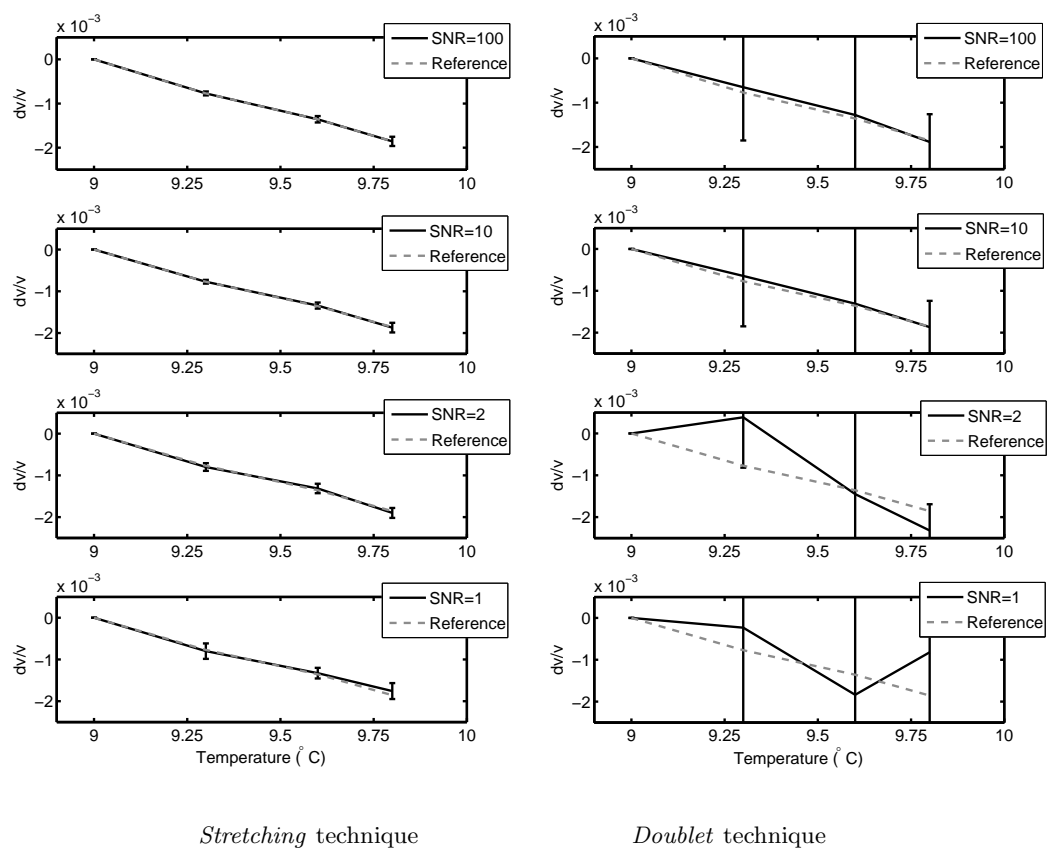 x 10⁻³
SNR=100
Reference
0
−1
−2
dv/v
9 9.25 9.5 9.75 10
x 10⁻³
SNR=10
Reference
0
−1
−2
dv/v
9 9.25 9.5 9.75 10
x 10⁻³
SNR=2
Reference
0
−1
−2
dv/v
9 9.25 9.5 9.75 10
x 10⁻³
SNR=1
Reference
0
−1
−2
dv/v
9 9.25 9.5 9.75 10
Temperature (° C)
Stretching technique
x 10⁻³
SNR=100
Reference
0
−1
−2
dv/v
9 9.25 9.5 9.75 10
x 10⁻³
SNR=10
Reference
0
−1
−2
dv/v
9 9.25 9.5 9.75 10
x 10⁻³
SNR=2
Reference
0
−1
−2
dv/v
9 9.25 9.5 9.75 10
x 10⁻³
SNR=1
Reference
0
−1
−2
dv/v
9 9.25 9.5 9.75 10
Temperature (° C)
Doublet technique